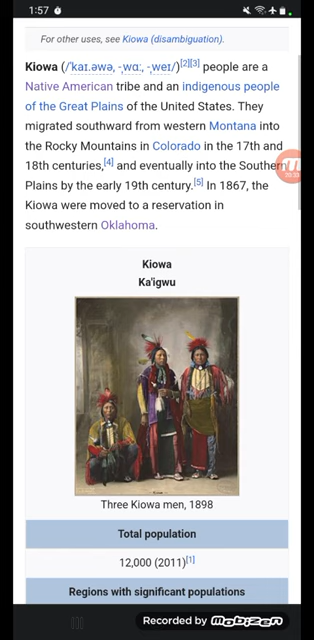 1:57
For other uses, see Kiowa (disambiguation).
Kiowa (/ˈkaɪ.əwə, -ˌwɑː, -ˌweɪ/)[2][3] people are a
Native American tribe and an indigenous people
of the Great Plains of the United States. They
migrated southward from western Montana into
the Rocky Mountains in Colorado in the 17th and
18th centuries,[4] and eventually into the Southern
Plains by the early 19th century.[5] In 1867, the
Kiowa were moved to a reservation in
southwestern Oklahoma.
Kiowa
Ka'igwu
Three Kiowa men, 1898
Total population
12,000 (2011)[1]
Regions with significant populations
Recorded by Mobizen